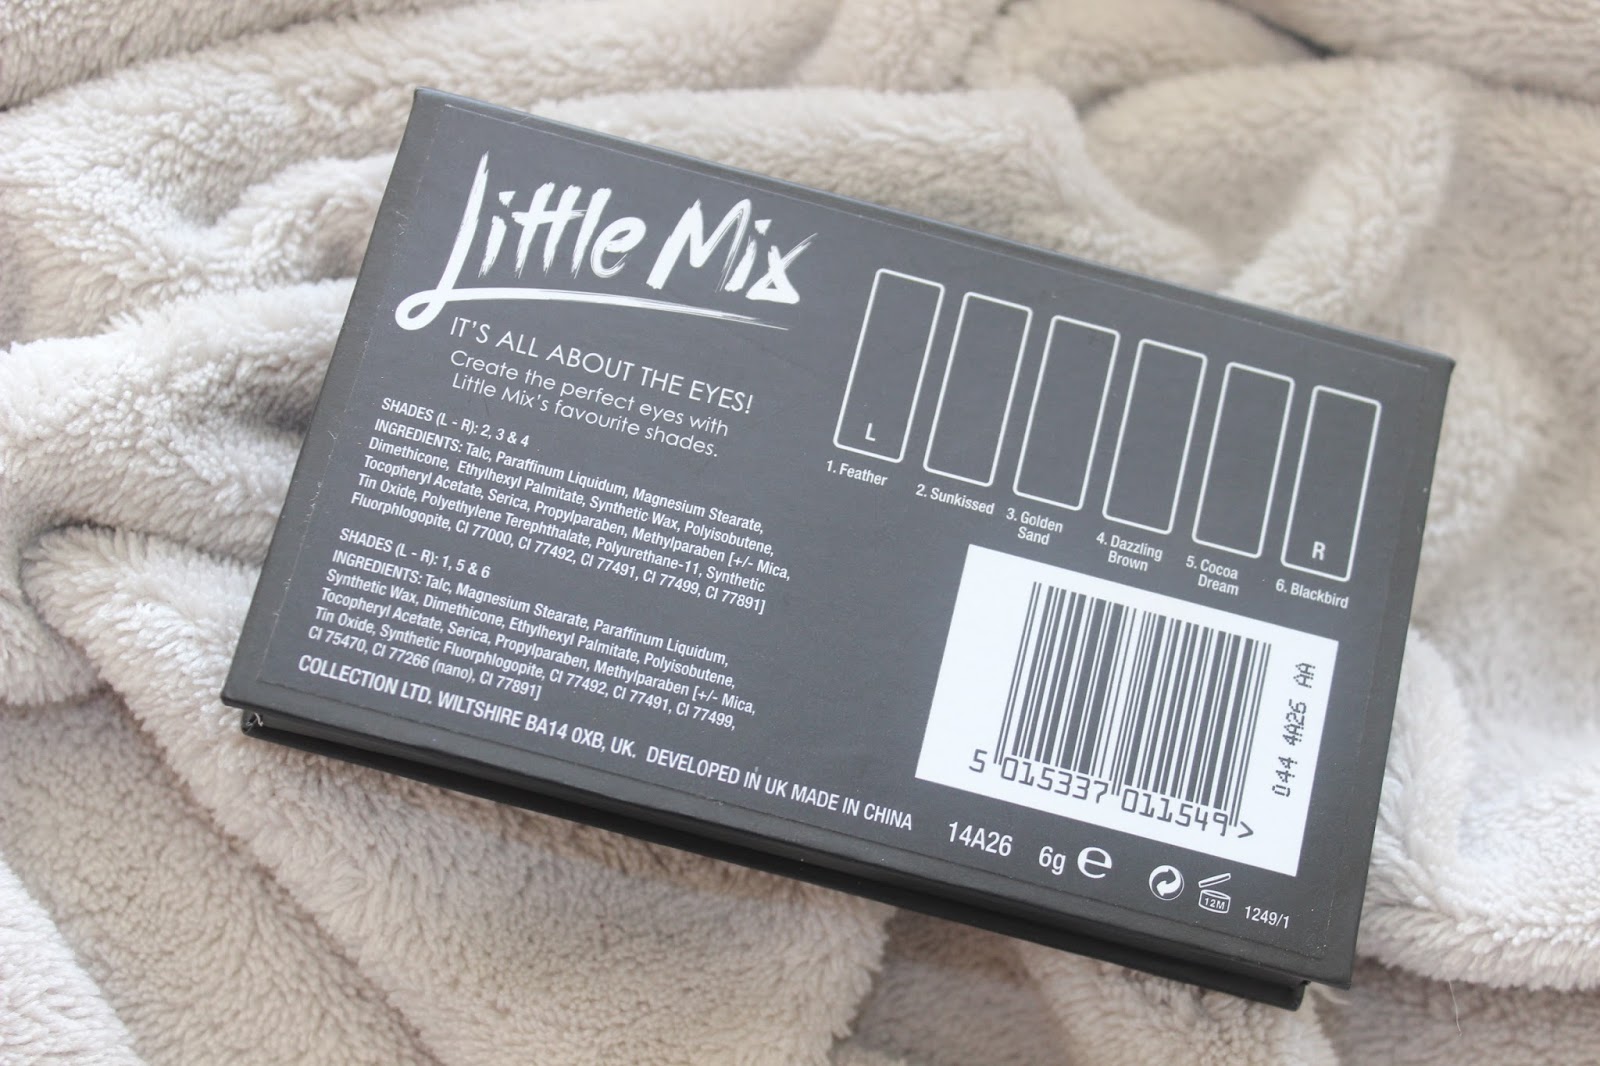 Little Mix
IT'S ALL ABOUT THE EYES!
Create the perfect eyes with
Little Mix's favourite shades.
SHADES (L - R): 2, 3 & 4
INGREDIENTS: Talc, Paraffinum Liquidum, Magnesium Stearate,
Dimethicone, Ethylhexyl Palmitate, Synthetic Wax, Polyisobutene,
Tocopheryl Acetate, Serica, Propylparaben, Methylparaben [+/- Mica,
Tin Oxide, Polyethylene Terephthalate, Polyurethane-11, Synthetic
Fluorphlogopite, CI 77000, CI 77492, CI 77491, CI 77499, CI 77891]
SHADES (L - R): 1, 5 & 6
INGREDIENTS: Talc, Magnesium Stearate, Paraffinum Liquidum,
Synthetic Wax, Dimethicone, Ethylhexyl Palmitate, Polyisobutene,
Tocopheryl Acetate, Serica, Propylparaben, Methylparaben [+/- Mica,
Tin Oxide, Synthetic Fluorphlogopite, CI 77492, CI 77491, CI 77499,
CI 75470, CI 77266 (nano), CI 77891]
COLLECTION LTD. WILTSHIRE BA14 0XB, UK. DEVELOPED IN UK MADE IN CHINA
L
R
1. Feather
2. Sunkissed
3. Golden
Sand
4. Dazzling
Brown
5. Cocoa
Dream
6. Blackbird
5 015337 011549 >
044 4A26 AA
14A26 6g e
12M
1249/1